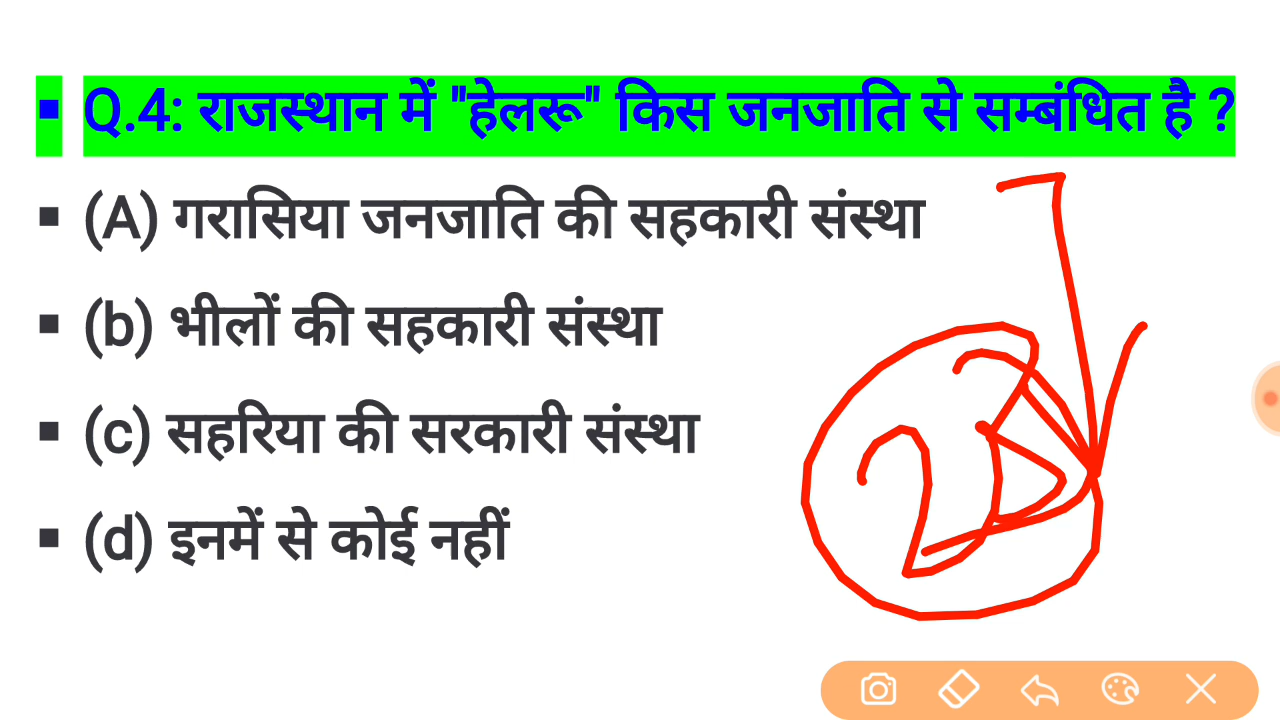 ▪ Q.4: राजस्थान में "हेलरू" किस जनजाति से सम्बंधित है ?
▪ (A) गरासिया जनजाति की सहकारी संस्था
▪ (b) भीलों की सहकारी संस्था
▪ (c) सहरिया की सरकारी संस्था
▪ (d) इनमें से कोई नहीं